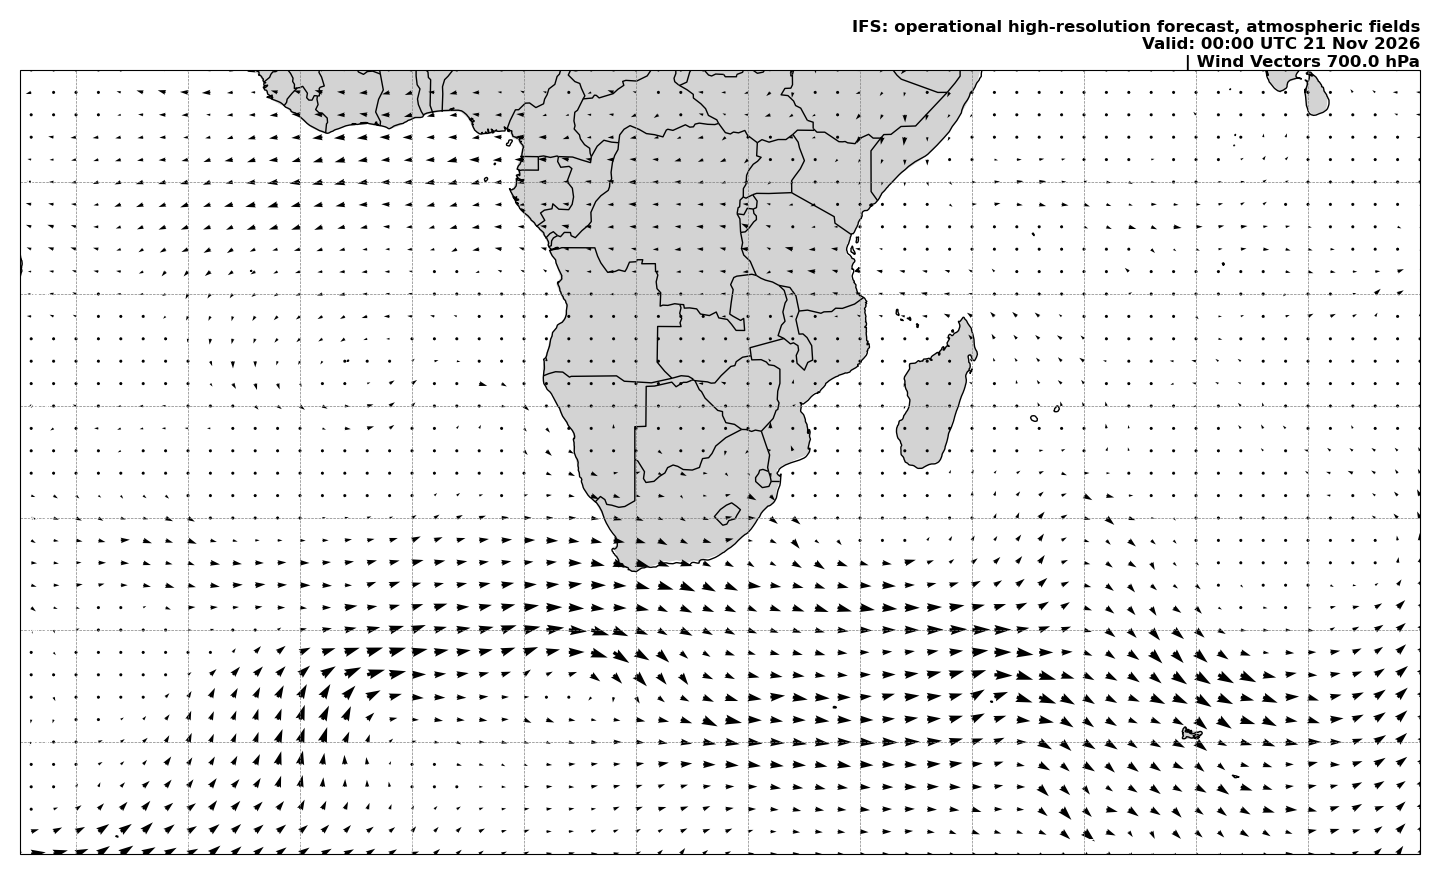 IFS: operational high-resolution forecast, atmospheric fields
Valid: 00:00 UTC 21 Nov 2026
| Wind Vectors 700.0 hPa